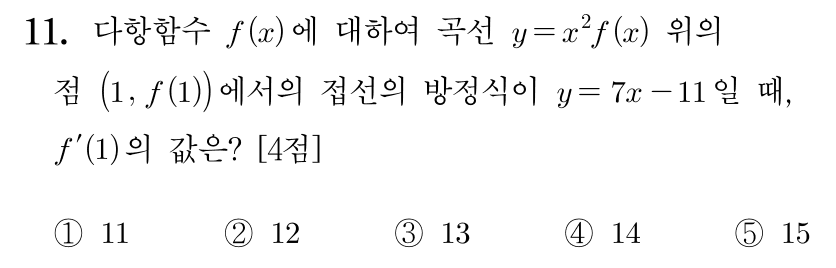 11. 다항함수 f(x)에 대하여 곡선 y=x²f(x) 위의
점 (1, f(1))에서의 접선의 방정식이 y=7x-11일 때,
f′(1)의 값은? [4점]
① 11 ② 12 ③ 13 ④ 14 ⑤ 15